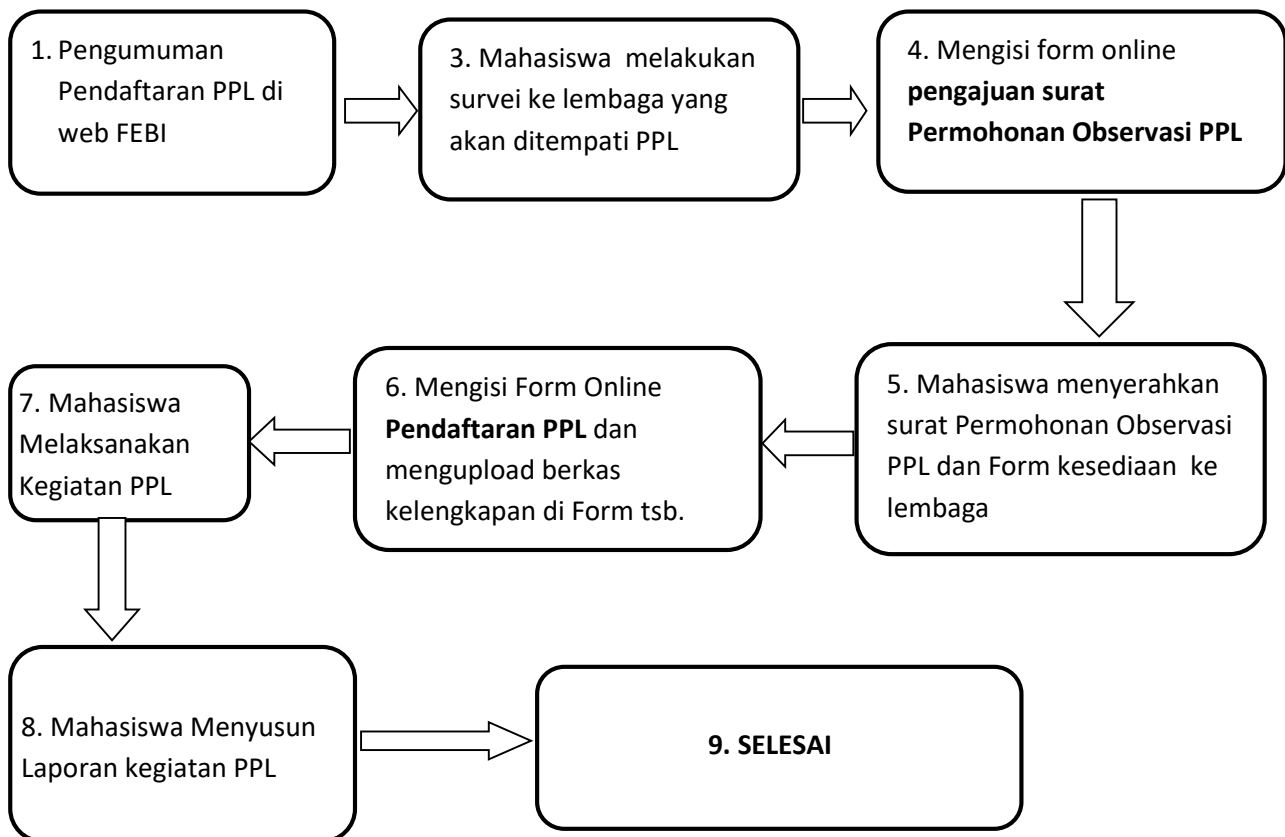 1. Pengumuman
Pendaftaran PPL di
web FEBI
3. Mahasiswa  melakukan
survei ke lembaga yang
akan ditempati PPL
4. Mengisi form online
pengajuan surat
Permohonan Observasi PPL
5. Mahasiswa menyerahkan
surat Permohonan Observasi
PPL dan Form kesediaan  ke
lembaga
6. Mengisi Form Online
Pendaftaran PPL dan
mengupload berkas
kelengkapan di Form tsb.
7. Mahasiswa
Melaksanakan
Kegiatan PPL
8. Mahasiswa Menyusun
Laporan kegiatan PPL
9. SELESAI